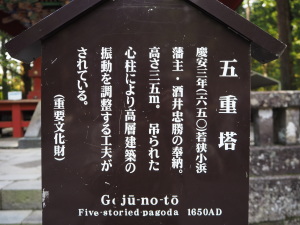 五重塔
慶安三年(一六五〇)若狭小浜
藩主・酒井忠勝の奉納。
高さ三五m。吊られた
心柱により高層建築の
振動を調整する工夫が
されている。
(重要文化財)
Gojū-no-tō
Five-storied-pagoda 1650AD